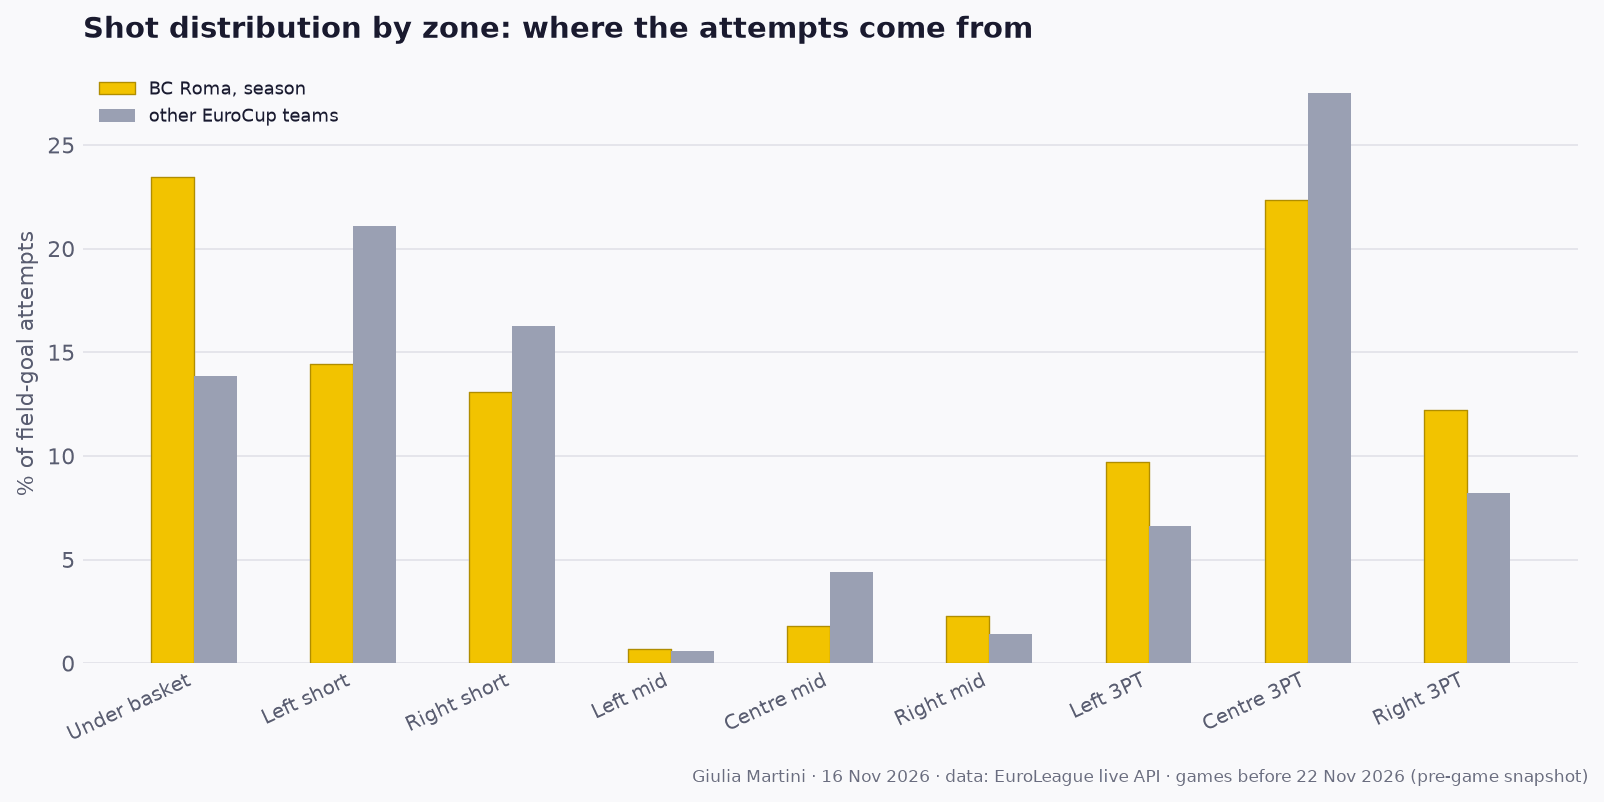 Shot distribution by zone: where the attempts come from
BC Roma, season
other EuroCup teams
% of field-goal attempts
25
20
15
10
5
0
Under basket
Left short
Right short
Left mid
Centre mid
Right mid
Left 3PT
Centre 3PT
Right 3PT
Giulia Martini · 16 Nov 2026 · data: EuroLeague live API · games before 22 Nov 2026 (pre-game snapshot)